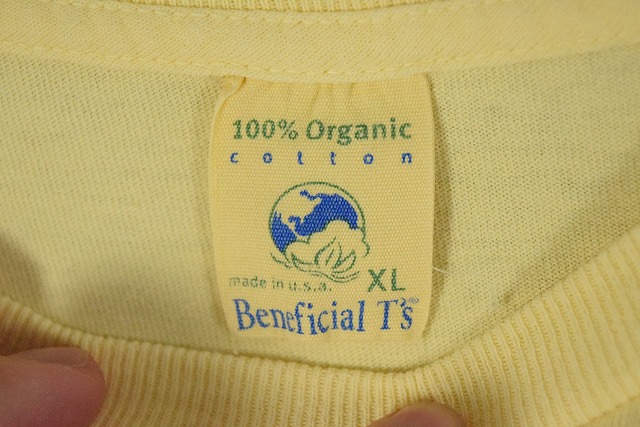 100% Organic
cotton
made in u.s.a. XL
Beneficial T's®